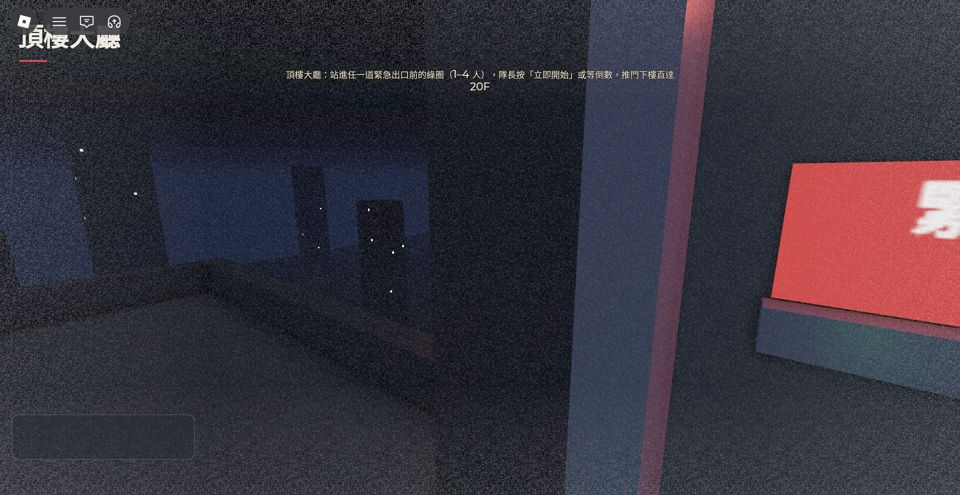 頂樓大廳
頂樓大廳：站進任一道緊急出口前的綠圈（1–4 人），隊長按「立即開始」或等倒數，推門下樓直達
20F
緊